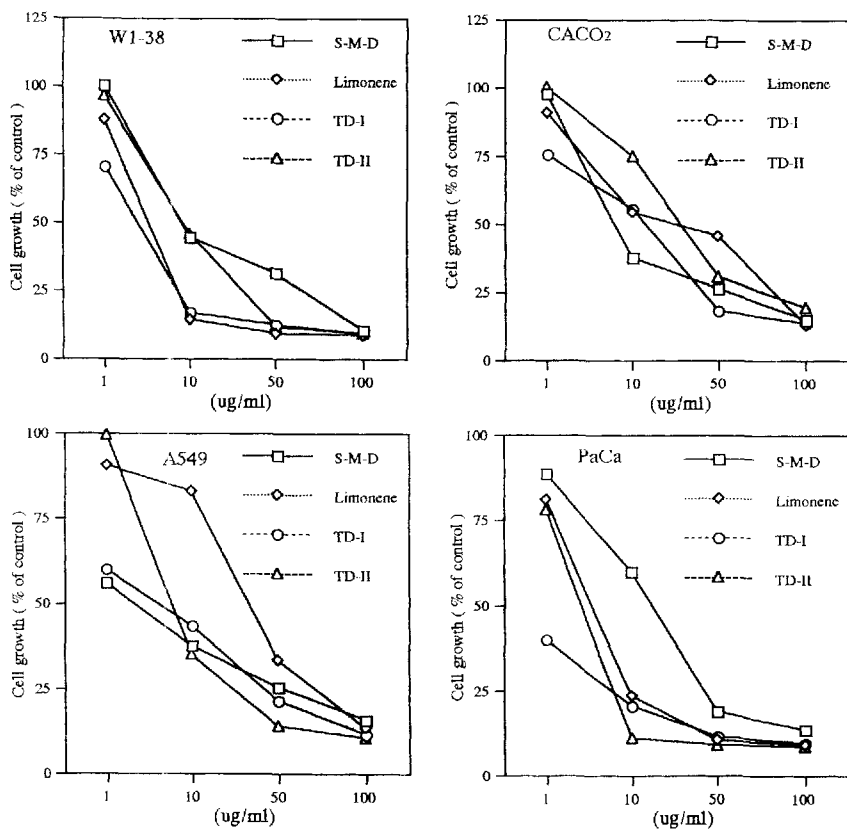 W1-38
S-M-D
Limonene
TD-I
TD-II
Cell growth ( % of control )
125
100
75
50
25
0
1 10 50 100
(ug/ml)
CACO2
S-M-D
Limonene
TD-I
TD-II
Cell growth ( % of control )
125
100
75
50
25
0
1 10 50 100
(ug/ml)
A549
S-M-D
Limonene
TD-I
TD-II
Cell growth ( % of control )
100
75
50
25
0
1 10 50 100
(ug/ml)
PaCa
S-M-D
Limonene
TD-I
TD-II
Cell growth ( % of control )
100
75
50
25
0
1 10 50 100
(ug/ml)